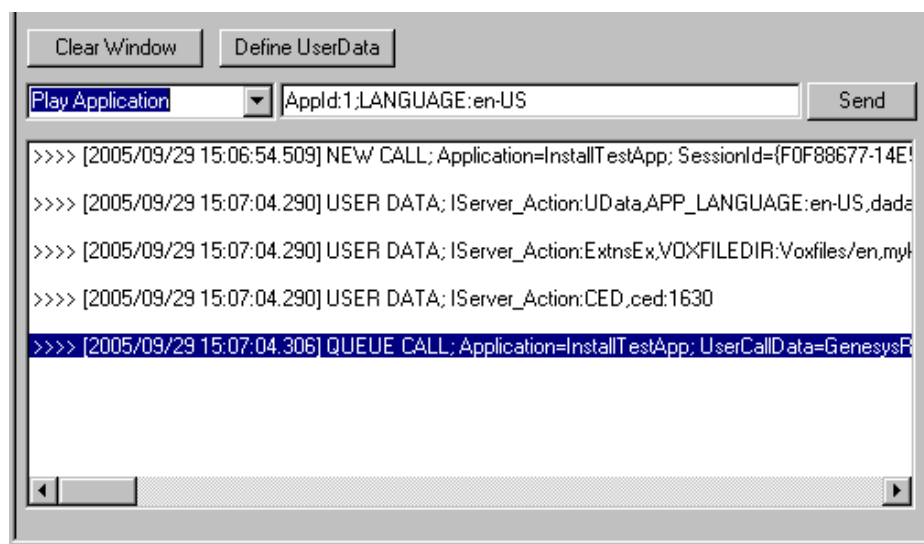 Clear Window Define UserData
Play Application AppId:1;LANGUAGE:en-US Send
>>>> [2005/09/29 15:06:54.509] NEW CALL; Application=InstallTestApp; SessionId={F0F88677-14E
>>>> [2005/09/29 15:07:04.290] USER DATA; IServer_Action:UData,APP_LANGUAGE:en-US,dada
>>>> [2005/09/29 15:07:04.290] USER DATA; IServer_Action:ExtnsEx,VOXFILEDIR:Voxfiles/en,myk
>>>> [2005/09/29 15:07:04.290] USER DATA; IServer_Action:CED,ced:1630
>>>> [2005/09/29 15:07:04.306] QUEUE CALL; Application=InstallTestApp; UserCallData=GenesysR